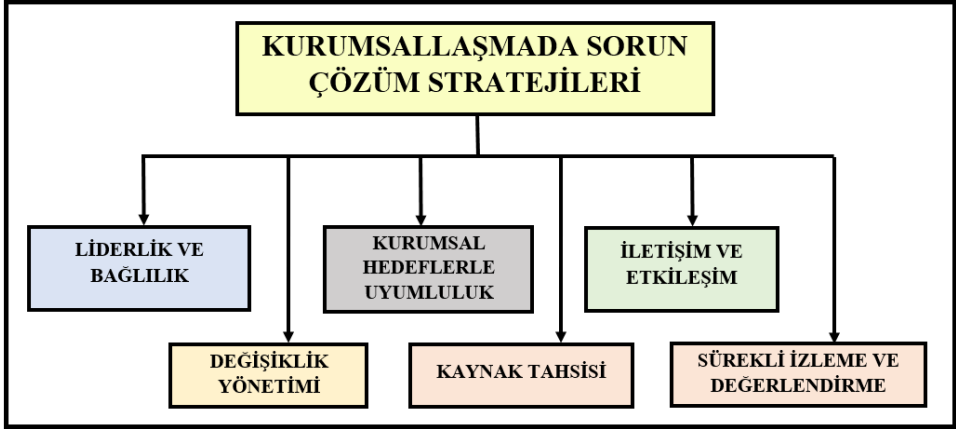 KURUMSALLAŞMADA SORUN
ÇÖZÜM STRATEJİLERİ
LİDERLİK VE
BAĞLILIK
KURUMSAL
HEDEFLERLE
UYUMLULUK
İLETİŞİM VE
ETKİLEŞİM
DEĞİŞİKLİK
YÖNETİMİ
KAYNAK TAHSİSİ
SÜREKLİ İZLEME VE
DEĞERLENDİRME